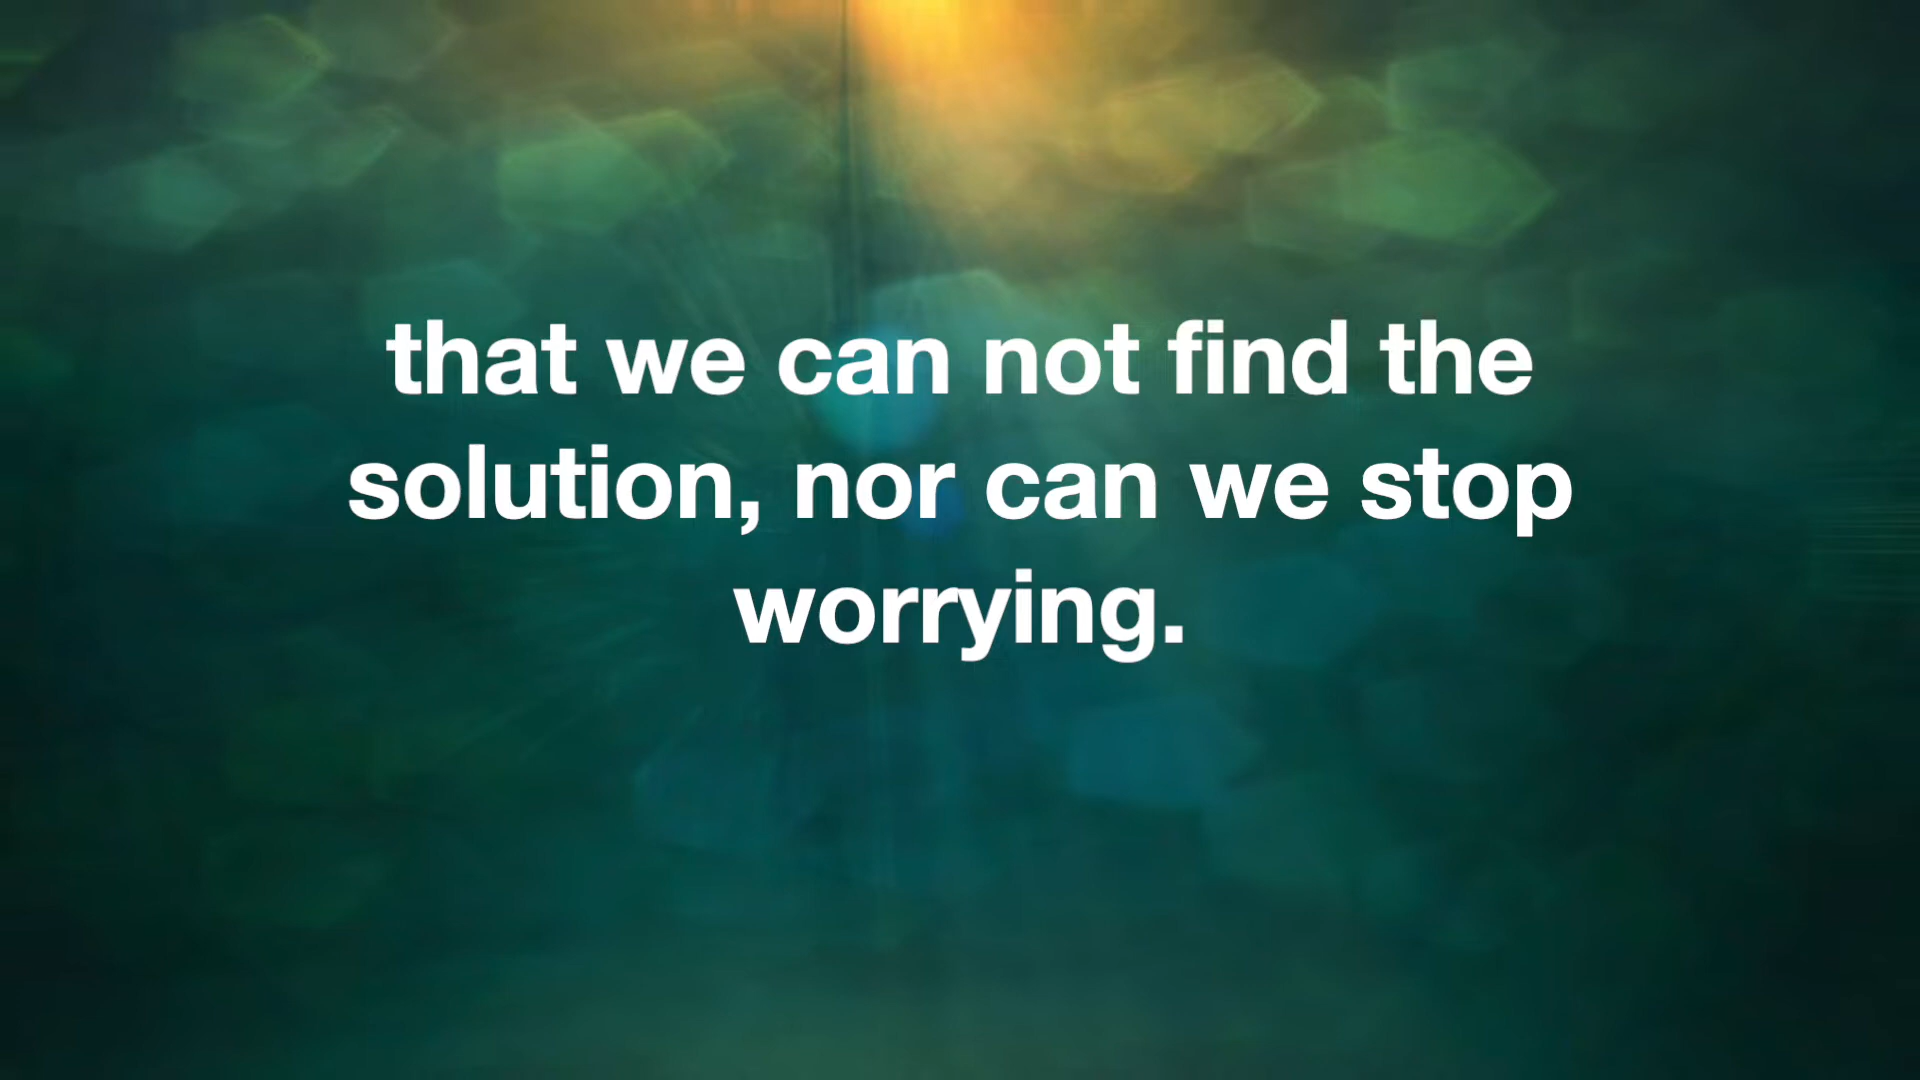 that we can not find the
solution, nor can we stop
worrying.